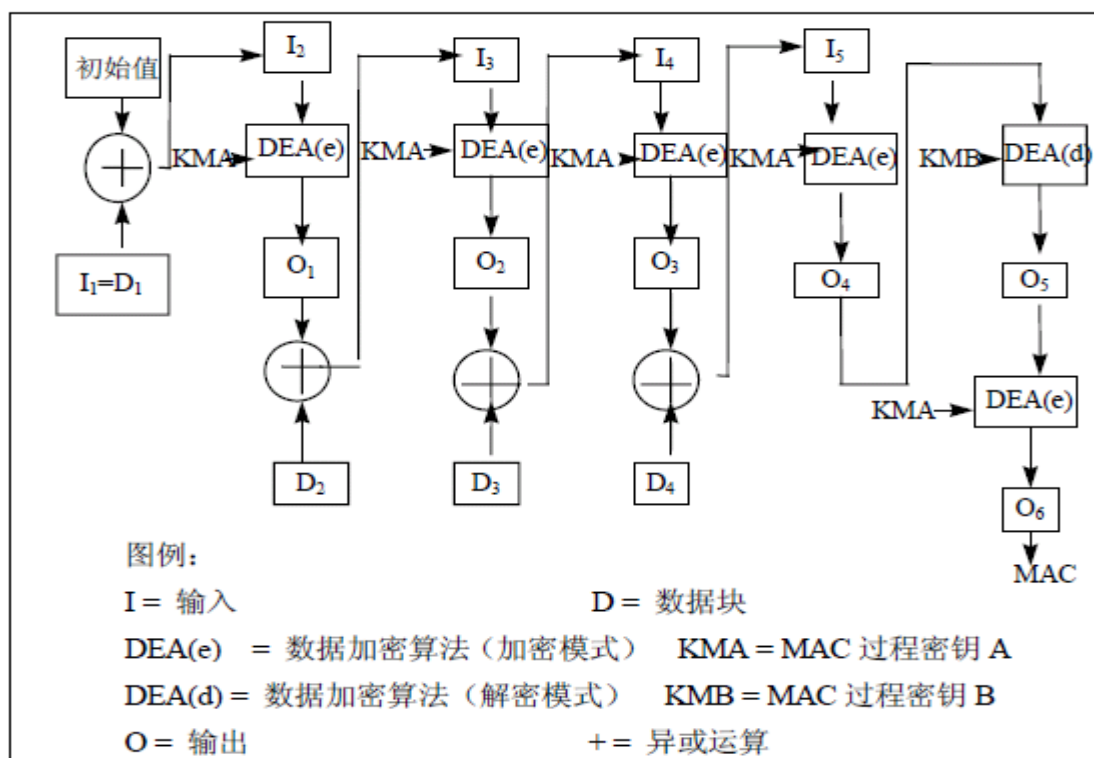 初始值
I₂
I₃
I₄
I₅
KMA
DEA(e)
KMA
DEA(e)
KMA
DEA(e)
KMA
DEA(e)
KMB
DEA(d)
I₁=D₁
O₁
O₂
O₃
O₄
O₅
KMA
DEA(e)
D₂
D₃
D₄
O₆
MAC
图例:
I = 输入 D = 数据块
DEA(e) = 数据加密算法（加密模式） KMA = MAC 过程密钥 A
DEA(d) = 数据加密算法（解密模式） KMB = MAC 过程密钥 B
O = 输出 + = 异或运算